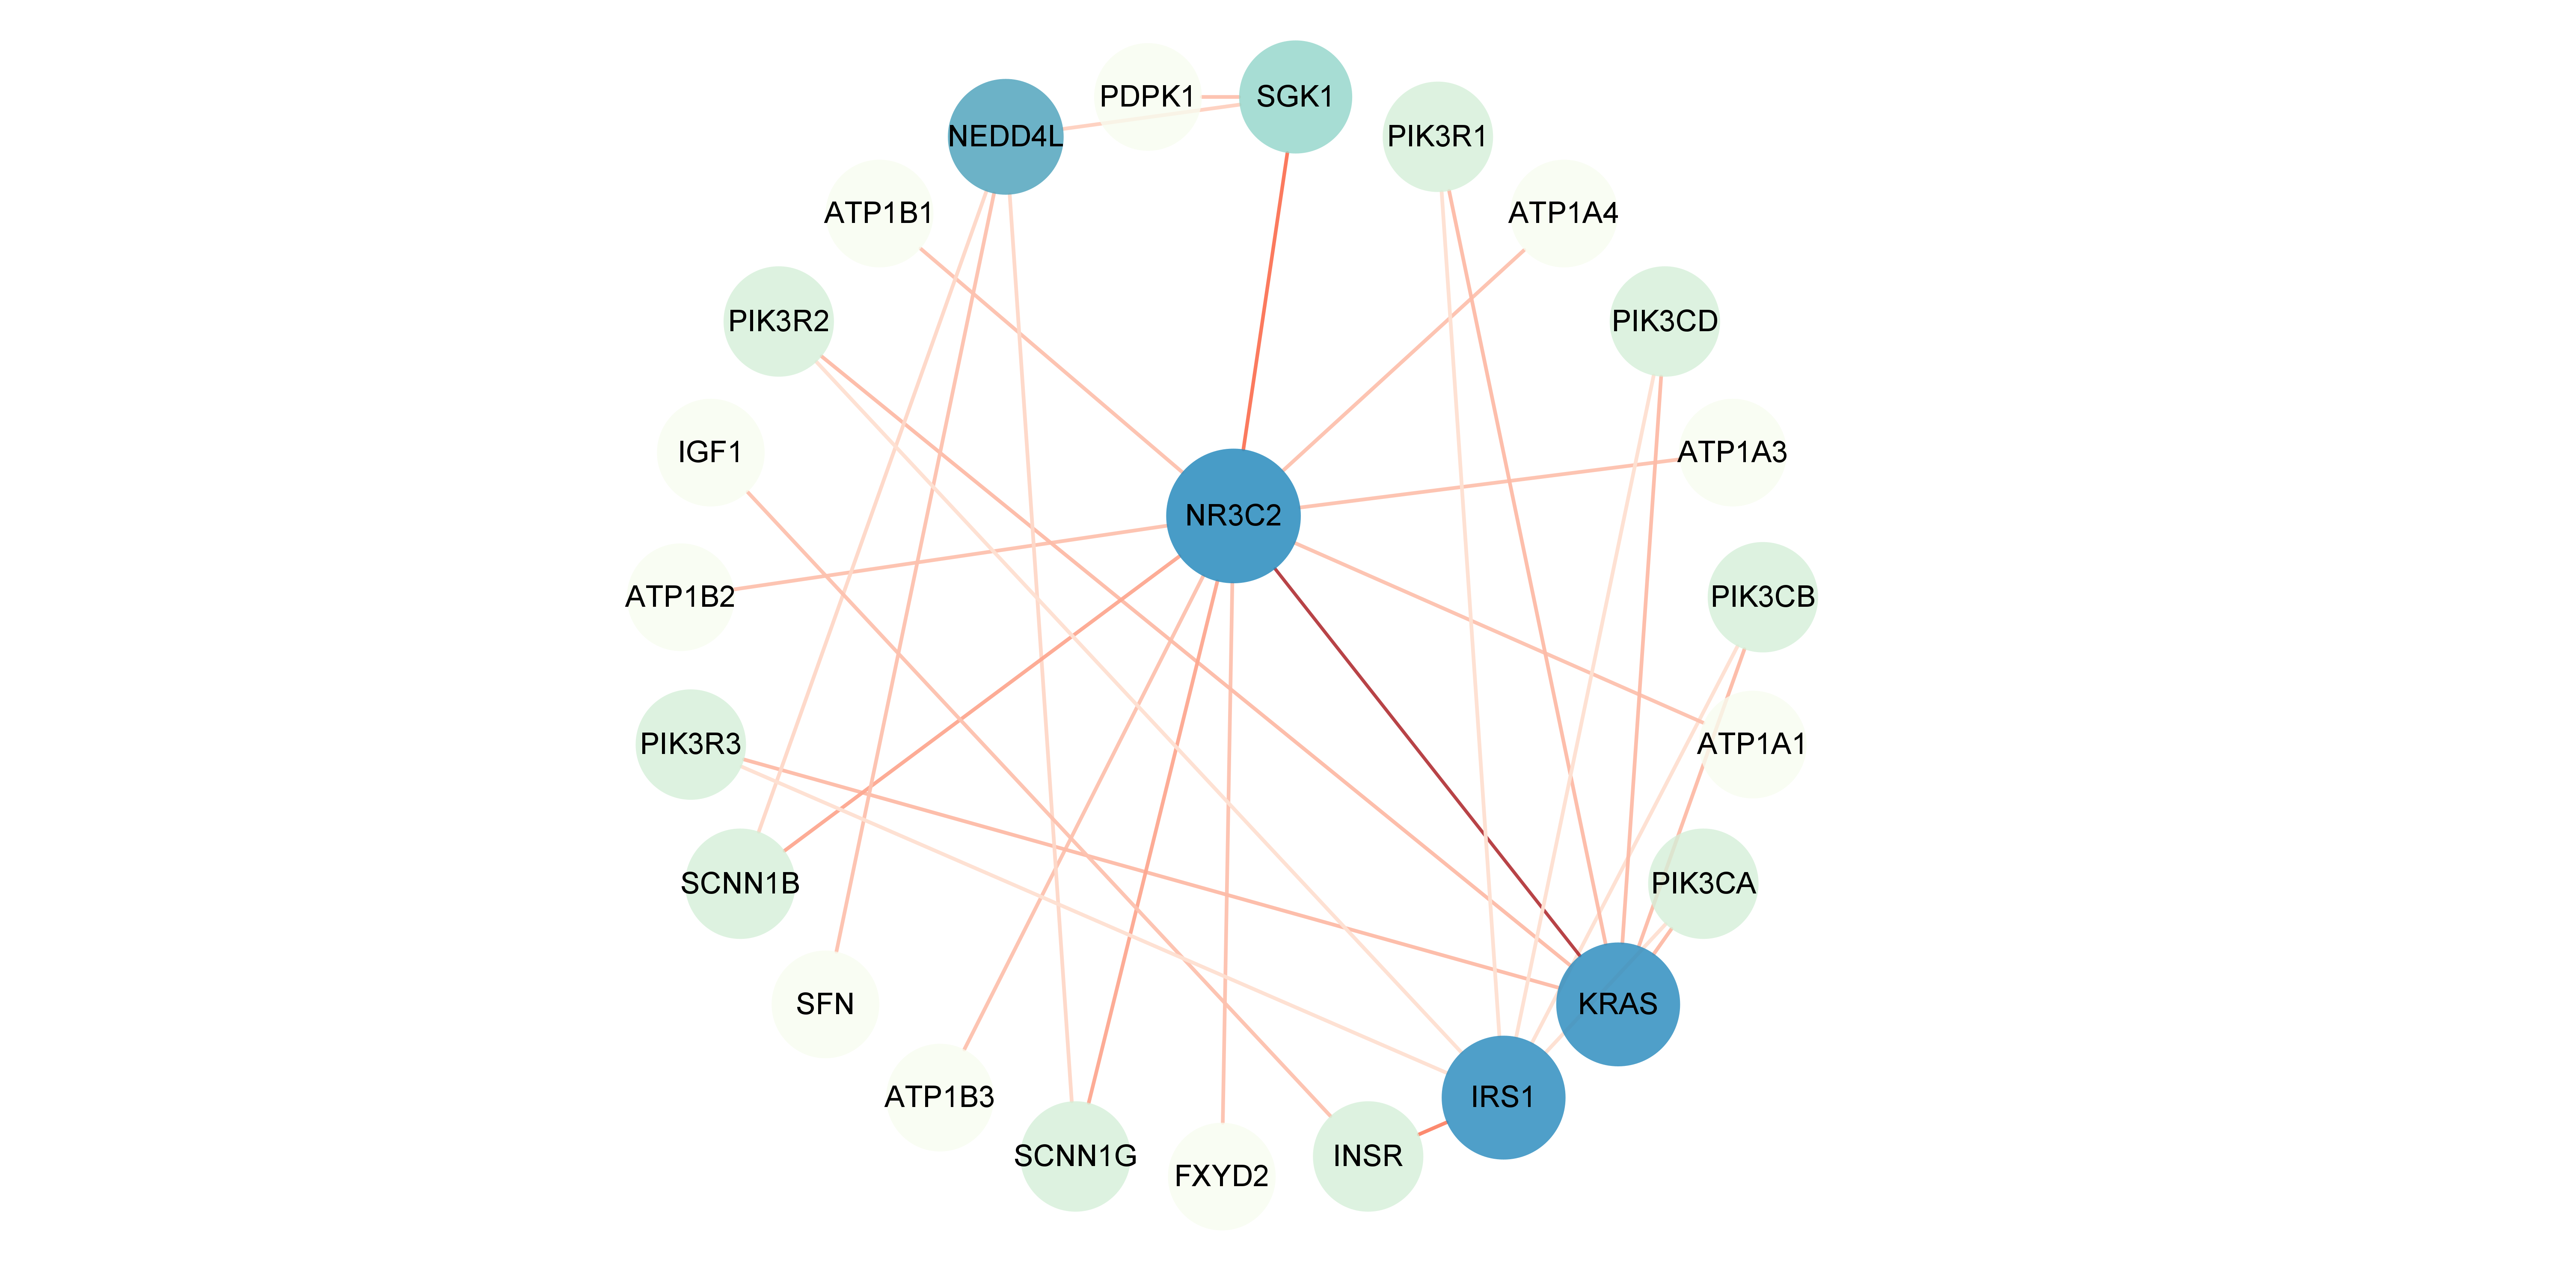 PDPK1
SGK1
NEDD4L
PIK3R1
ATP1B1
ATP1A4
PIK3R2
PIK3CD
IGF1
ATP1A3
NR3C2
ATP1B2
PIK3CB
PIK3R3
ATP1A1
SCNN1B
PIK3CA
SFN
KRAS
ATP1B3
IRS1
SCNN1G
INSR
FXYD2